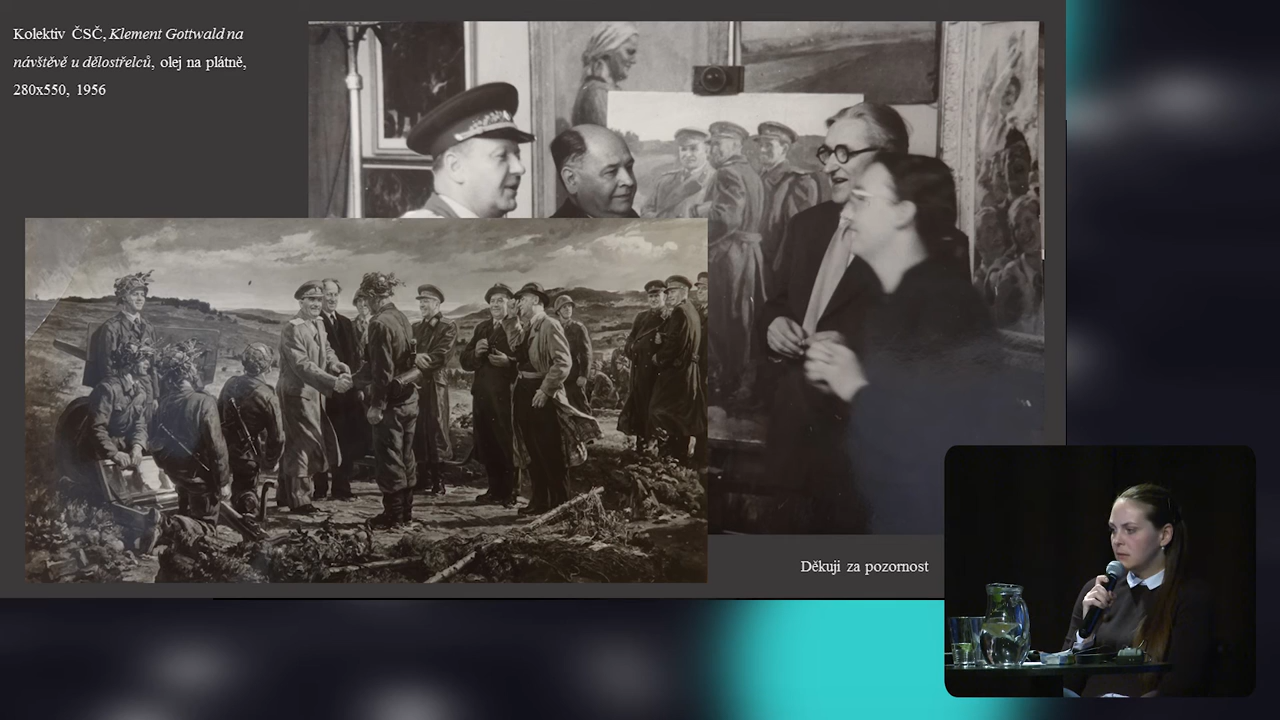 Kolektiv ČSČ, Klement Gottwald na
návštěvě u dělostřelců, olej na plátně,
280x550, 1956
Děkuji za pozornost